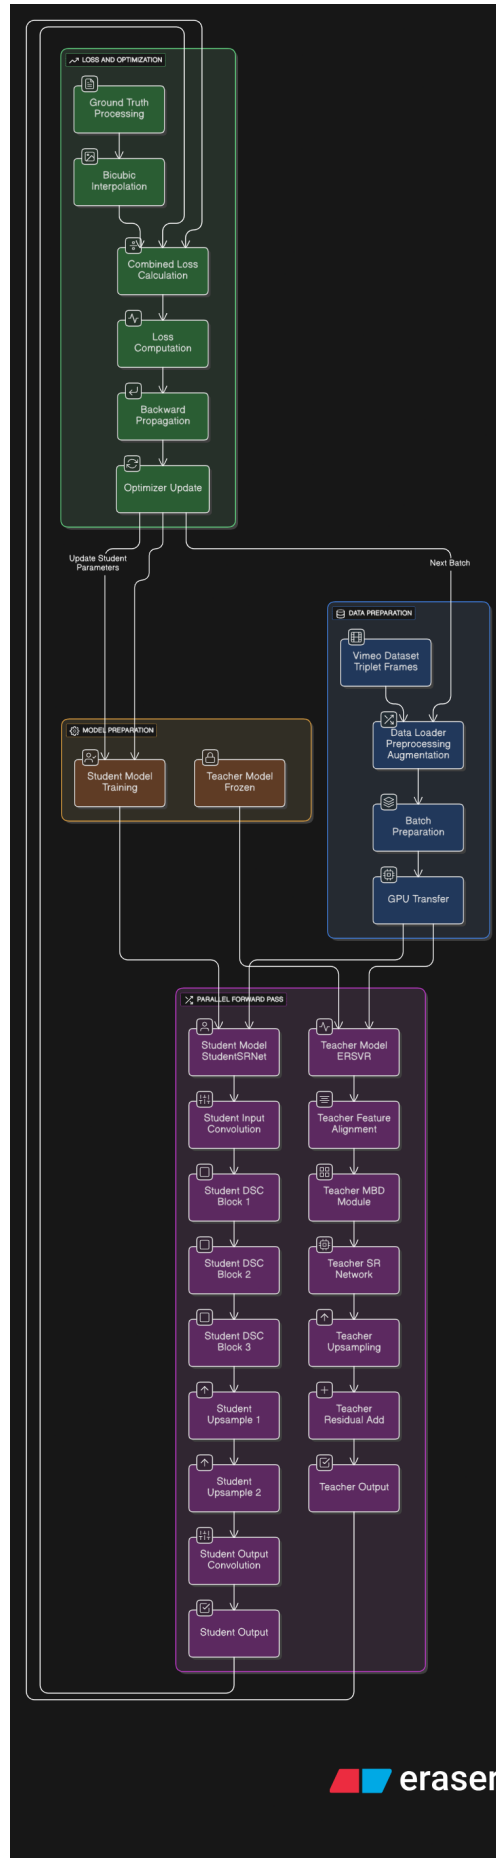 LOSS AND OPTIMIZATION
Ground Truth
Processing
Bicubic
Interpolation
Combined Loss
Calculation
Loss
Computation
Backward
Propagation
Optimizer Update
Update Student
Parameters
Next Batch
DATA PREPARATION
Vimeo Dataset
Triplet Frames
Data Loader
Preprocessing
Augmentation
Batch
Preparation
GPU Transfer
MODEL PREPARATION
Student Model
Training
Teacher Model
Frozen
PARALLEL FORWARD PASS
Student Model
StudentSRNet
Student Input
Convolution
Student DSC
Block 1
Student DSC
Block 2
Student DSC
Block 3
Student
Upsample 1
Student
Upsample 2
Student Output
Convolution
Student Output
Teacher Model
ERSVR
Teacher Feature
Alignment
Teacher MBD
Module
Teacher SR
Network
Teacher
Upsampling
Teacher
Residual Add
Teacher Output
eraser